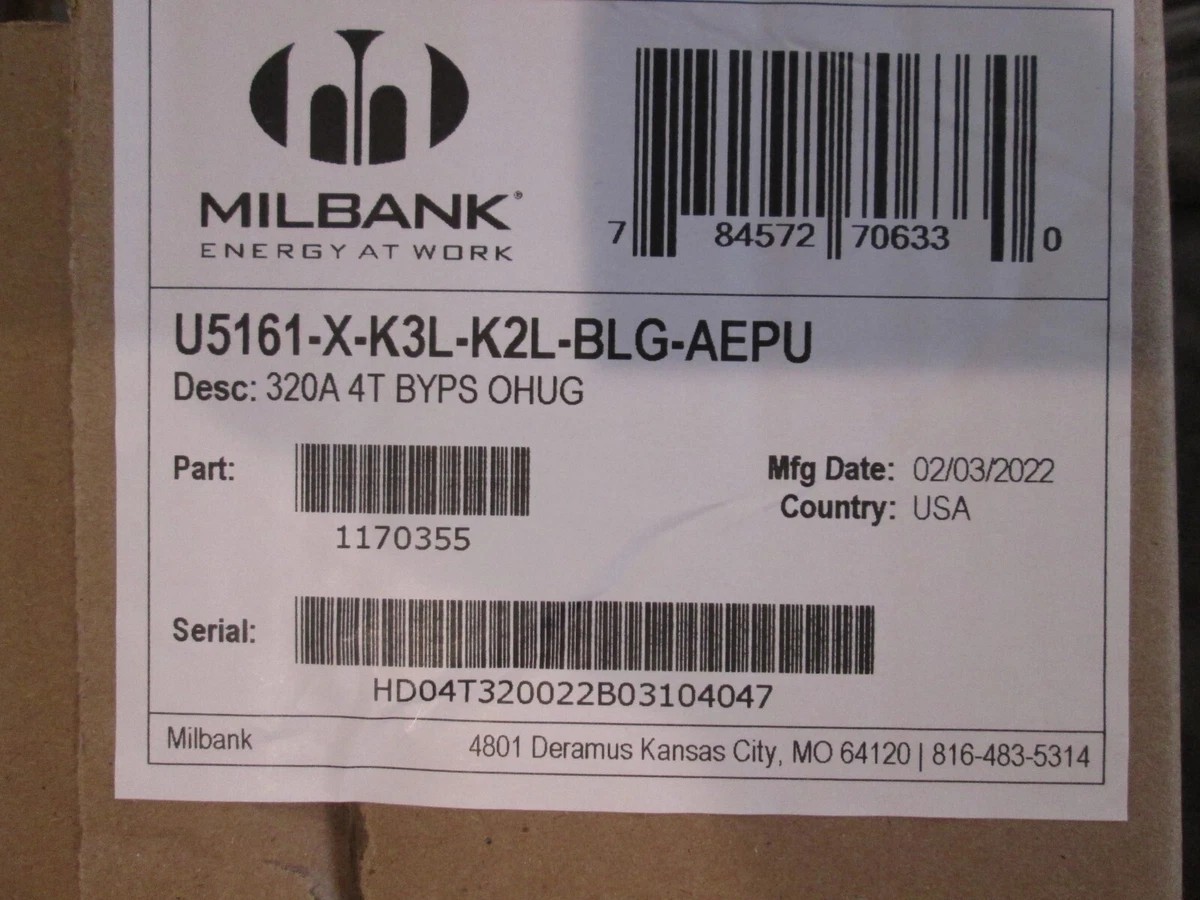 MILBANK®
ENERGY AT WORK
7 84572 70633 0
U5161-X-K3L-K2L-BLG-AEPU
Desc: 320A 4T BYPS OHUG
Part:
1170355
Mfg Date: 02/03/2022
Country: USA
Serial:
HD04T320022B03104047
Milbank 4801 Deramus Kansas City, MO 64120 | 816-483-5314